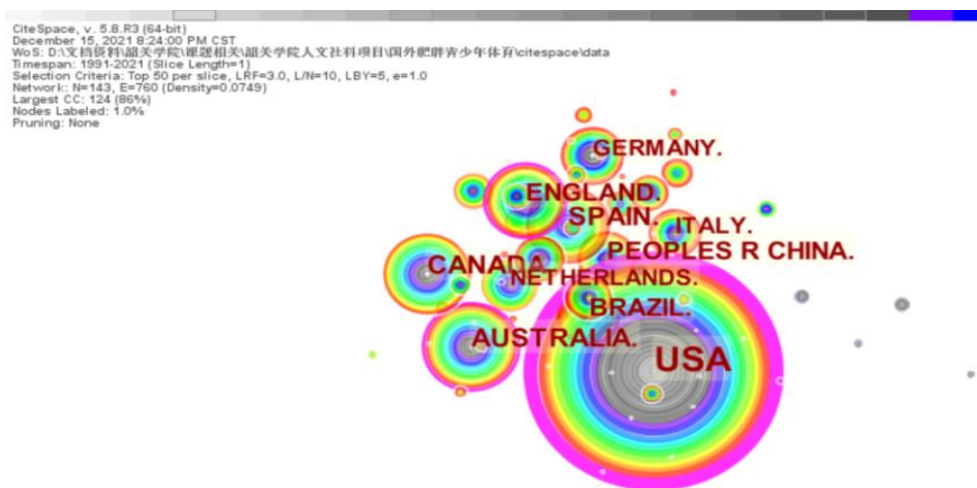 CiteSpace, v. 5.8.R3 (64-bit)
December 15, 2021 8:24:00 PM CST
WoS: D:\文档资料\韶关学院\课题相关\韶关学院人文社科项目\国外肥胖青少年体育\citespace\data
Timespan: 1991-2021 (Slice Length=1)
Selection Criteria: Top 50 per slice, LRF=3.0, L/N=10, LBY=5, e=1.0
Network: N=143, E=760 (Density=0.0749)
Largest CC: 124 (86%)
Nodes Labeled: 1.0%
Pruning: None
GERMANY.
ENGLAND.
SPAIN.
ITALY.
PEOPLES R CHINA.
CANADA.
NETHERLANDS.
BRAZIL.
AUSTRALIA.
USA